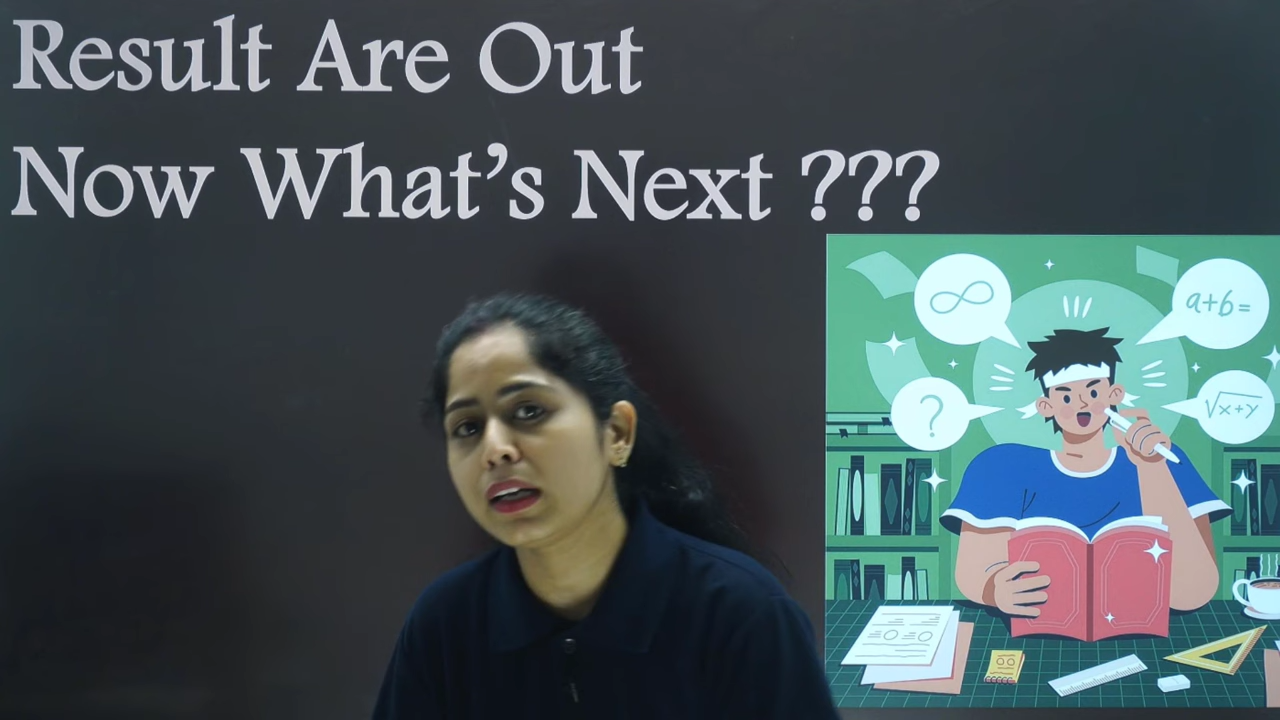 Result Are Out
Now What's Next ???
∞
a+b=
?
√x+y